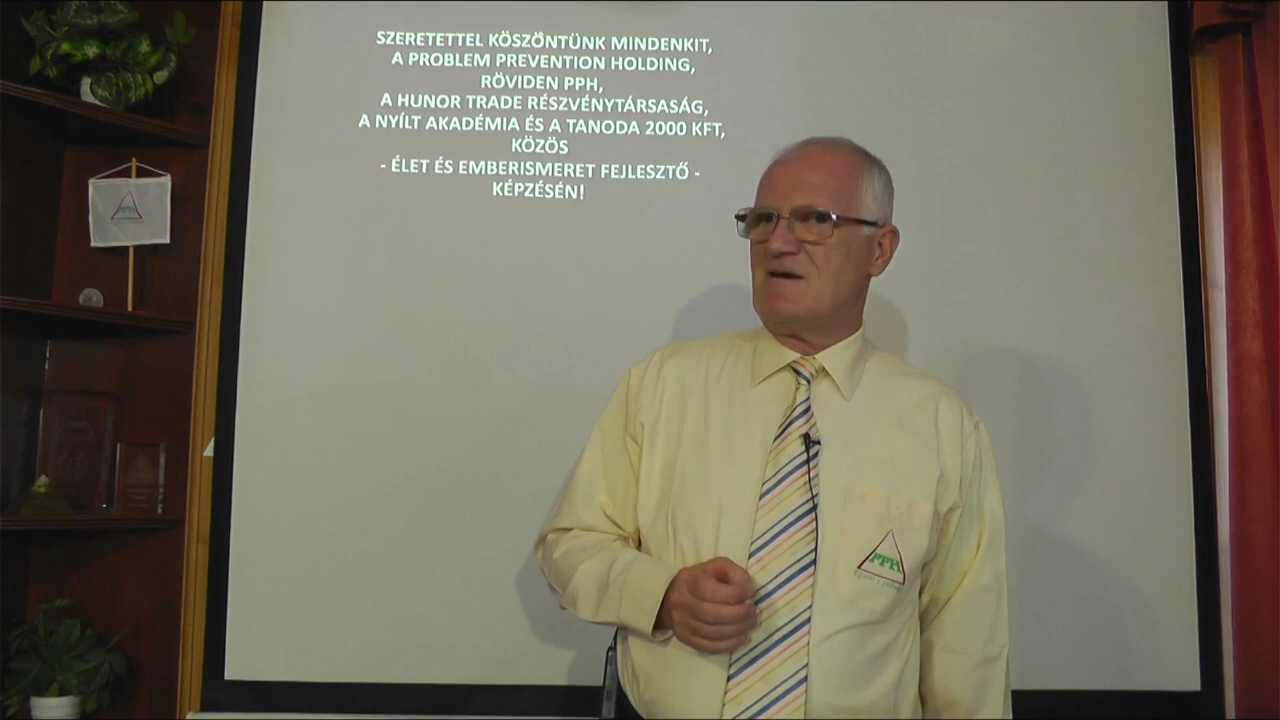 SZERETETTEL KÖSZÖNTÜNK MINDENKIT,
A PROBLEM PREVENTION HOLDING,
RÖVIDEN PPH,
A HUNOR TRADE RÉSZVÉNYTÁRSASÁG,
A NYÍLT AKADÉMIA ÉS A TANODA 2000 KFT,
KÖZÖS
- ÉLET ÉS EMBERISMERET FEJLESZTŐ -
KÉPZÉSÉN!
PPH
PPH